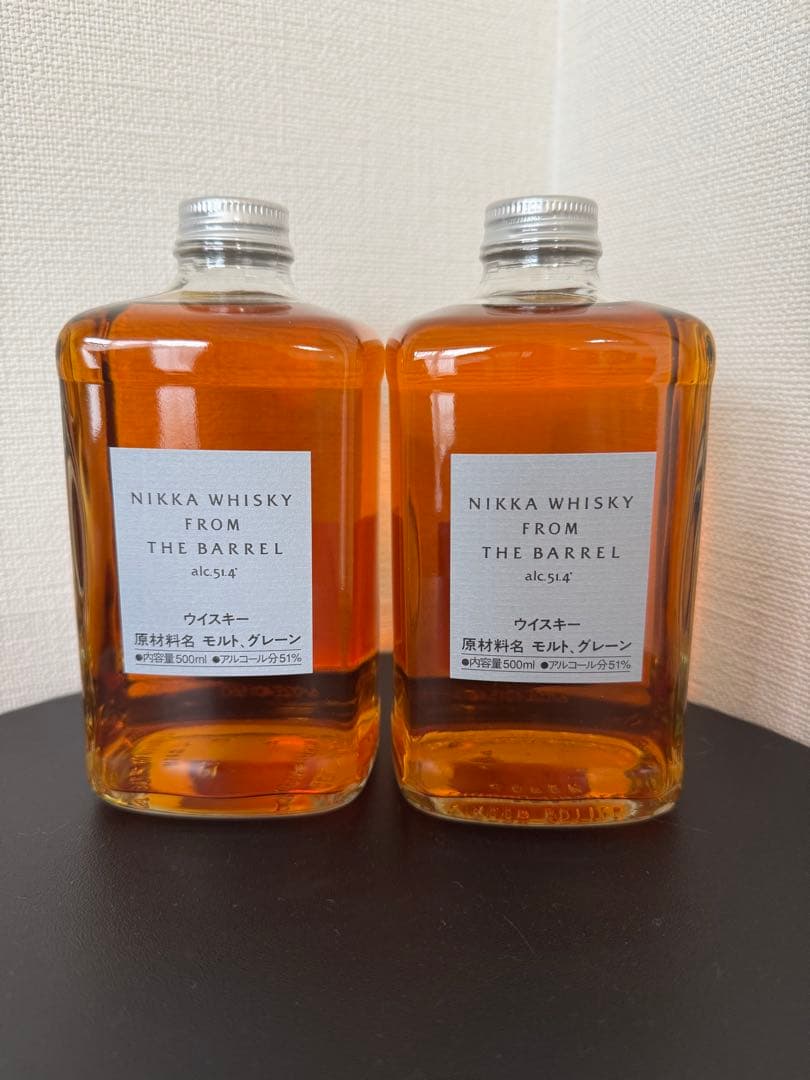 NIKKA WHISKY
FROM
THE BARREL
alc.51.4°
ウイスキー
原材料名 モルト、グレーン
●内容量500ml ●アルコール分51%
NIKKA WHISKY
FROM
THE BARREL
alc.51.4°
ウイスキー
原材料名 モルト、グレーン
●内容量500ml ●アルコール分51%